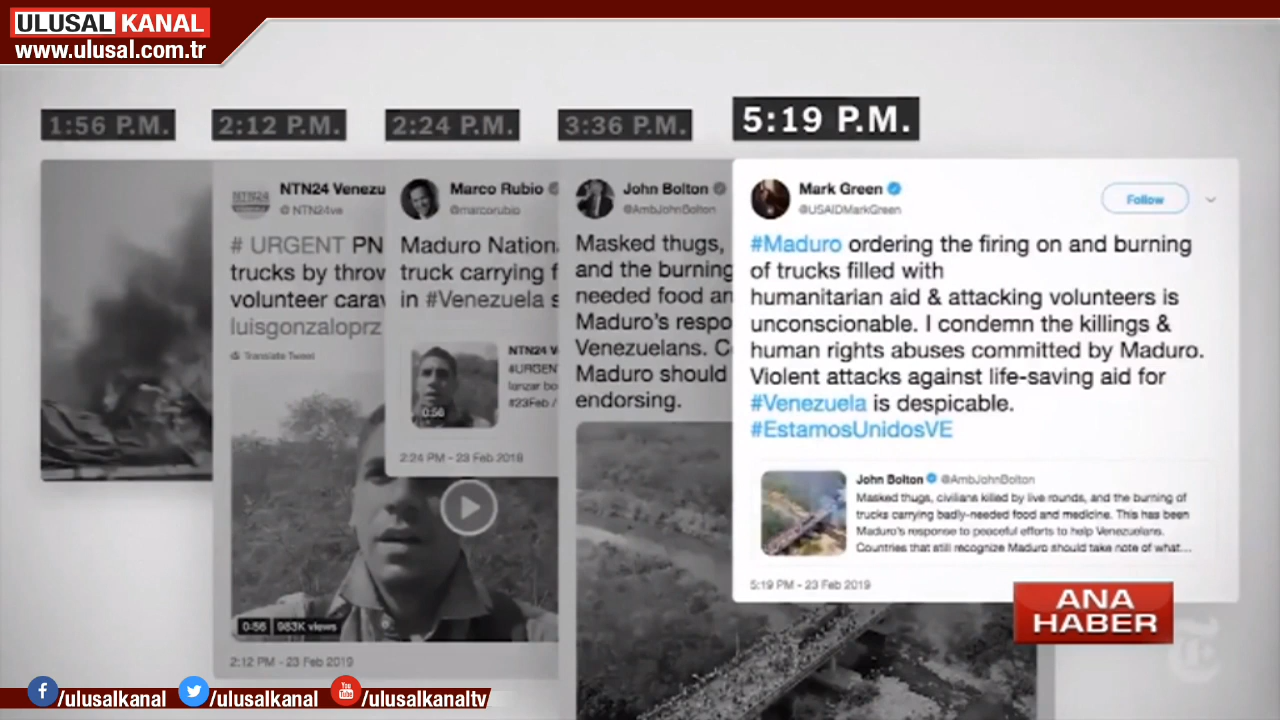 ULUSAL KANAL
www.ulusal.com.tr
1:56 P.M.
2:12 P.M.
2:24 P.M.
3:36 P.M.
5:19 P.M.
NTN24
NTN24 Venezu
@NTN24ve
# URGENT PN
trucks by throw
volunteer carav
luisgonzaloprz
Translate Tweet
0:56
983K views
2:12 PM - 23 Feb 2019
Marco Rubio
@marcorubio
Maduro Nation
truck carrying f
in #Venezuela s
NTN24 V
#URGEN
lanzar bo
#23Feb /
0:56
2:24 PM - 23 Feb 2019
John Bolton
@AmbJohnBolton
Masked thugs,
and the burning
needed food an
Maduro's respo
Venezuelans. C
Maduro should
endorsing.
Mark Green
@USAIDMarkGreen
Follow
#Maduro ordering the firing on and burning
of trucks filled with
humanitarian aid & attacking volunteers is
unconscionable. I condemn the killings &
human rights abuses committed by Maduro.
Violent attacks against life-saving aid for
#Venezuela is despicable.
#EstamosUnidosVE
John Bolton @AmbJohnBolton
Masked thugs, civilians killed by live rounds, and the burning of
trucks carrying badly-needed food and medicine. This has been
Maduro's response to peaceful efforts to help Venezuelans.
Countries that still recognize Maduro should take note of what...
5:19 PM - 23 Feb 2019
ANA
HABER
/ulusalkanal
/ulusalkanal
You Tube
/ulusalkanaltv